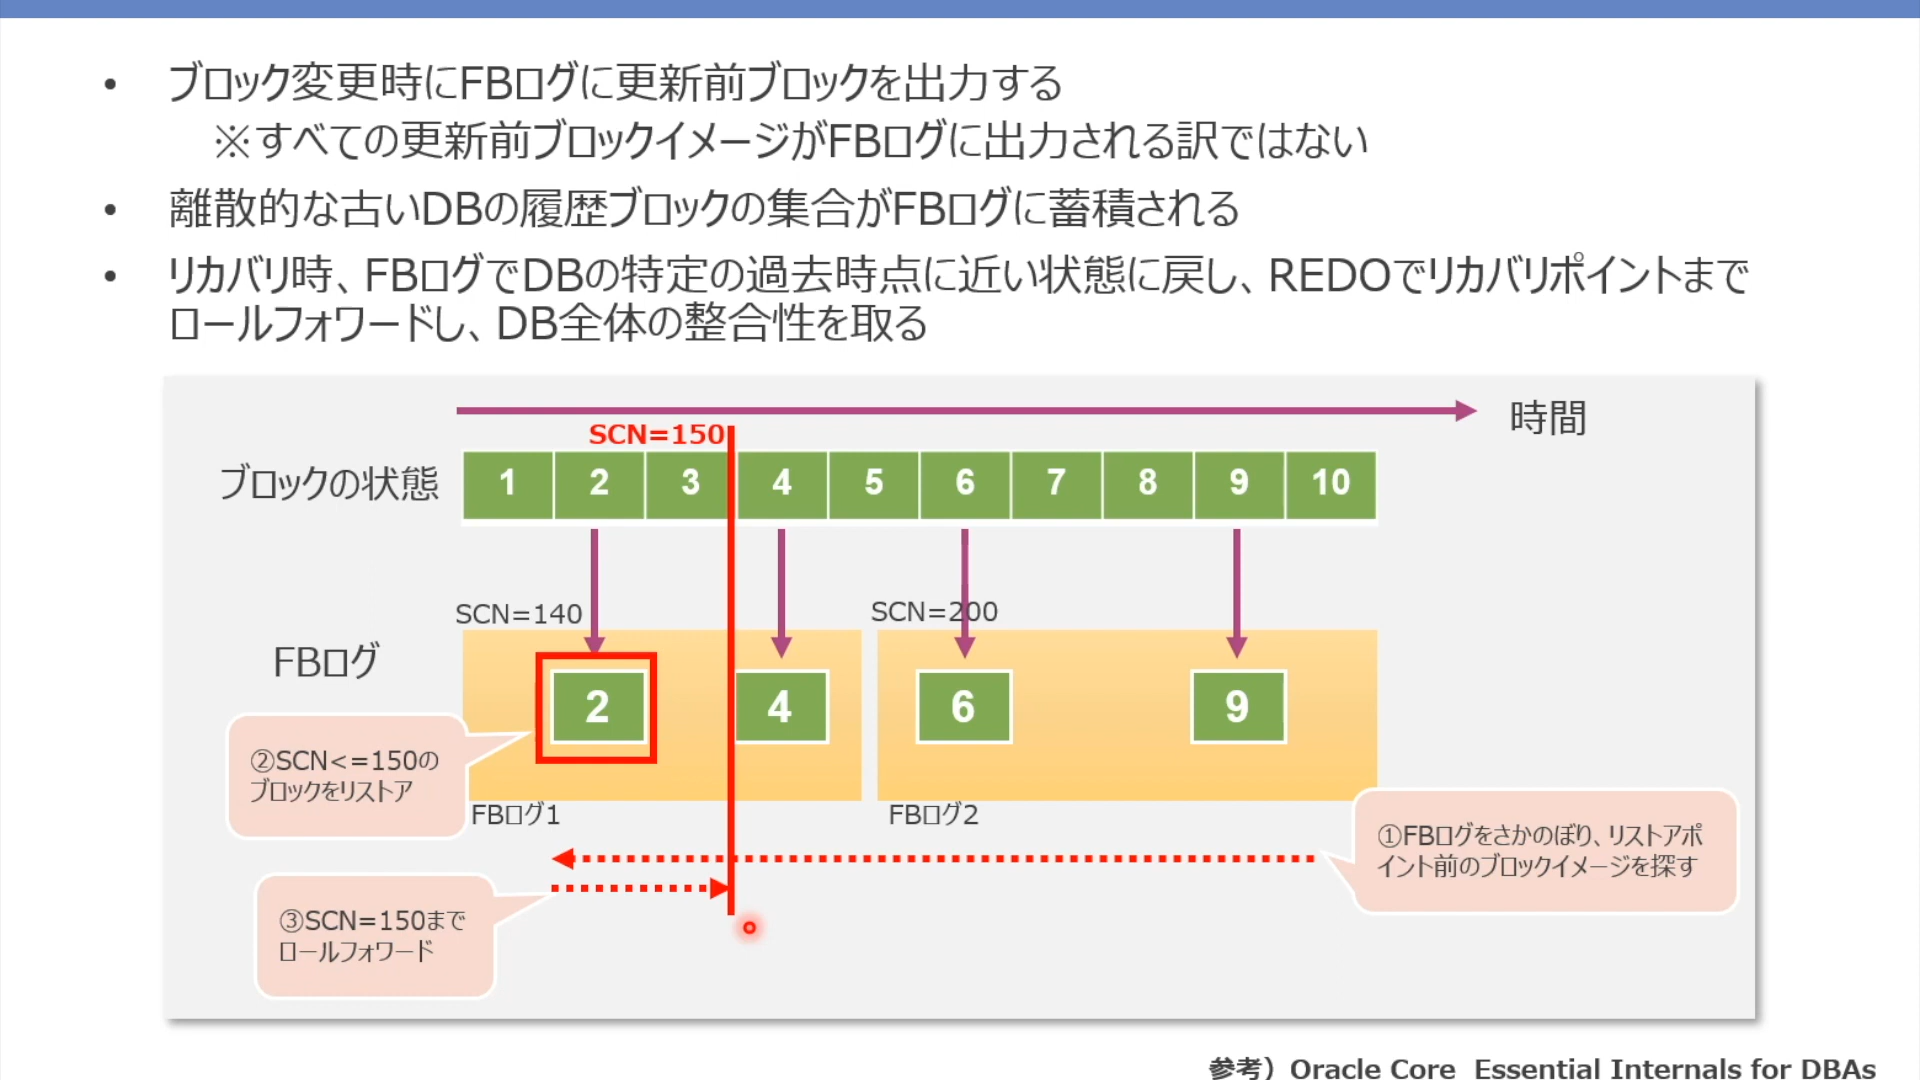 • ブロック変更時にFBログに更新前ブロックを出力する
※すべての更新前ブロックイメージがFBログに出力される訳ではない
• 離散的な古いDBの履歴ブロックの集合がFBログに蓄積される
• リカバリ時、FBログでDBの特定の過去時点に近い状態に戻し、REDOでリカバリポイントまで
ロールフォワードし、DB全体の整合性を取る
時間
SCN=150
ブロックの状態 1 2 3 4 5 6 7 8 9 10
SCN=140 SCN=200
FBログ
2 4 6 9
②SCN<=150の
ブロックをリストア
FBログ1 FBログ2
①FBログをさかのぼり、リストアポ
イント前のブロックイメージを探す
③SCN=150まで
ロールフォワード
参考）Oracle Core Essential Internals for DBAs